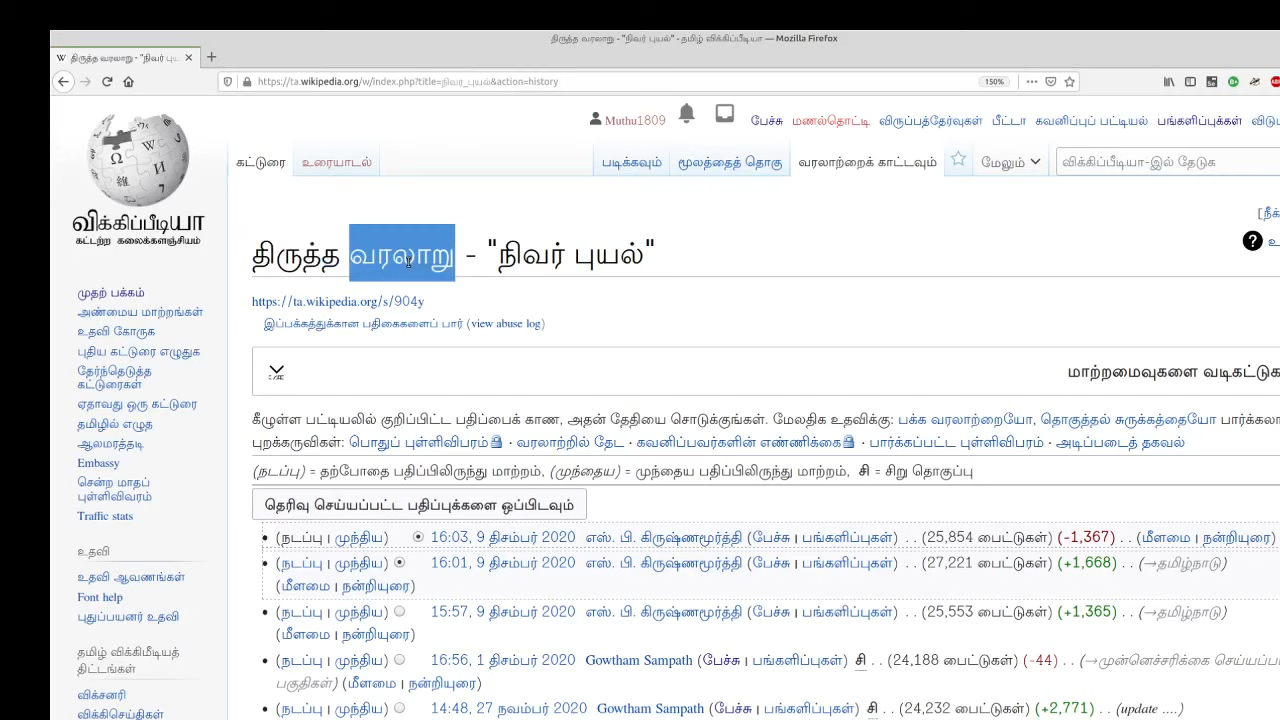 திருத்த வரலாறு - "நிவர் புயல்" - தமிழ் விக்கிப்பீடியா — Mozilla Firefox
W திருத்த வரலாறு - "நிவர் பு
https://ta.wikipedia.org/w/index.php?title=நிவர்_புயல்&action=history 150%
Muthu1809 பேச்சு மணல்தொட்டி விருப்பத்தேர்வுகள் பீட்டா கவனிப்புப் பட்டியல் பங்களிப்புக்கள் விடு
கட்டுரை உரையாடல் படிக்கவும் மூலத்தைத் தொகு வரலாற்றைக் காட்டவும் மேலும் விக்கிப்பீடியா-இல் தேடுக
விக்கிப்பீடியா
கட்டற்ற கலைக்களஞ்சியம்
[நீக்
திருத்த வரலாறு - "நிவர் புயல்"
? உ
https://ta.wikipedia.org/s/904y
இப்பக்கத்துக்கான பதிகைகளைப் பார் (view abuse log)
மாற்றமைவுகளை வடிகட்டுக
கீழுள்ள பட்டியலில் குறிப்பிட்ட பதிப்பைக் காண, அதன் தேதியை சொடுக்குங்கள். மேலதிக உதவிக்கு: பக்க வரலாற்றையோ, தொகுத்தல் சுருக்கத்தையோ பார்க்கலா
புறக்கருவிகள்: பொதுப் புள்ளிவிபரம் · வரலாற்றில் தேட · கவனிப்பவர்களின் எண்ணிக்கை · பார்க்கப்பட்ட புள்ளிவிபரம் · அடிப்படைத் தகவல்
(நடப்பு) = தற்போதை பதிப்பிலிருந்து மாற்றம், (முந்தைய) = முந்தைய பதிப்பிலிருந்து மாற்றம், சி = சிறு தொகுப்பு
தெரிவு செய்யப்பட்ட பதிப்புக்களை ஒப்பிடவும்
• (நடப்பு | முந்திய) 16:03, 9 திசம்பர் 2020 எஸ். பி. கிருஷ்ணமூர்த்தி (பேச்சு | பங்களிப்புகள்) . . (25,854 பைட்டுகள்) (-1,367) . . (மீளமை | நன்றியுரை)
• (நடப்பு | முந்திய) 16:01, 9 திசம்பர் 2020 எஸ். பி. கிருஷ்ணமூர்த்தி (பேச்சு | பங்களிப்புகள்) . . (27,221 பைட்டுகள்) (+1,668) . . (→தமிழ்நாடு)
(மீளமை | நன்றியுரை)
• (நடப்பு | முந்திய) 15:57, 9 திசம்பர் 2020 எஸ். பி. கிருஷ்ணமூர்த்தி (பேச்சு | பங்களிப்புகள்) . . (25,553 பைட்டுகள்) (+1,365) . . (→தமிழ்நாடு)
(மீளமை | நன்றியுரை)
• (நடப்பு | முந்திய) 16:56, 1 திசம்பர் 2020 Gowtham Sampath (பேச்சு | பங்களிப்புகள்) சி . . (24,188 பைட்டுகள்) (-44) . . (→முன்னெச்சரிக்கை செய்யப்ப
பகுதிகள்) (மீளமை | நன்றியுரை)
• (நடப்பு | முந்திய) 14:48, 27 நவம்பர் 2020 Gowtham Sampath (பேச்சு | பங்களிப்புகள்) சி . . (24,232 பைட்டுகள்) (+2,771) . . (update ....)
முதற் பக்கம்
அண்மைய மாற்றங்கள்
உதவி கோருக
புதிய கட்டுரை எழுதுக
தேர்ந்தெடுத்த
கட்டுரைகள்
ஏதாவது ஒரு கட்டுரை
தமிழில் எழுத
ஆலமரத்தடி
Embassy
சென்ற மாதப்
புள்ளிவிவரம்
Traffic stats
உதவி
உதவி ஆவணங்கள்
Font help
புதுப்பயனர் உதவி
தமிழ் விக்கிமீடியத்
திட்டங்கள்
விக்சனரி
விக்கிசெய்திகள்